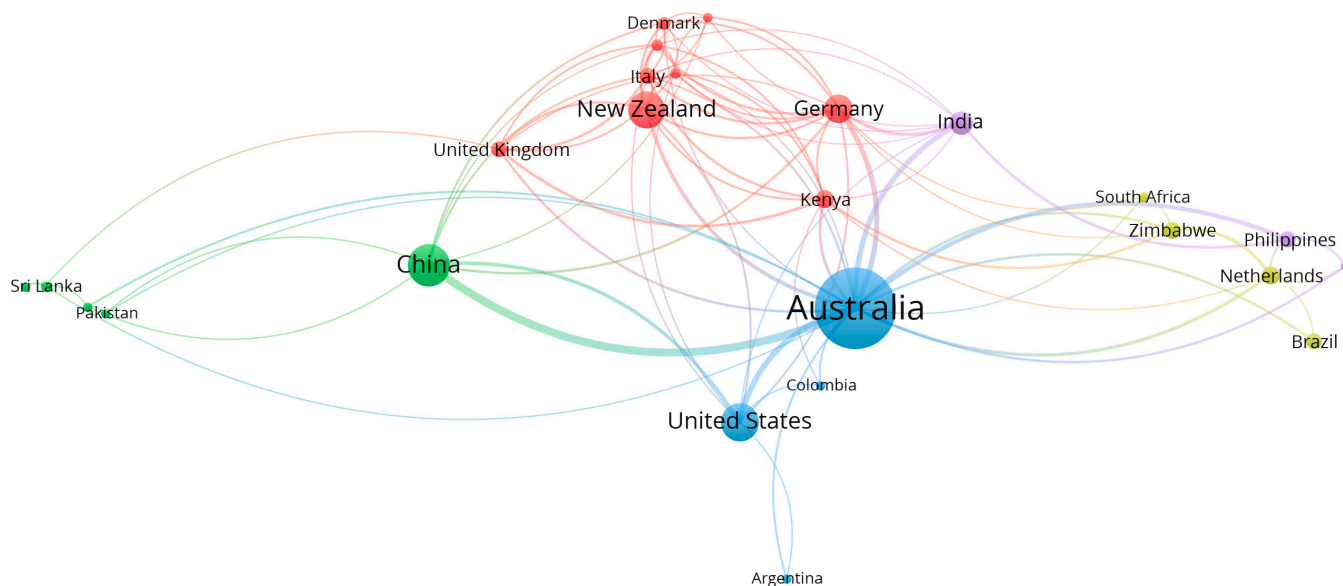 Denmark
Italy
New Zealand
Germany
India
United Kingdom
South Africa
Kenya
Zimbabwe
Philippines
China
Netherlands
Sri Lanka
Pakistan
Australia
Brazil
Colombia
United States
Argentina